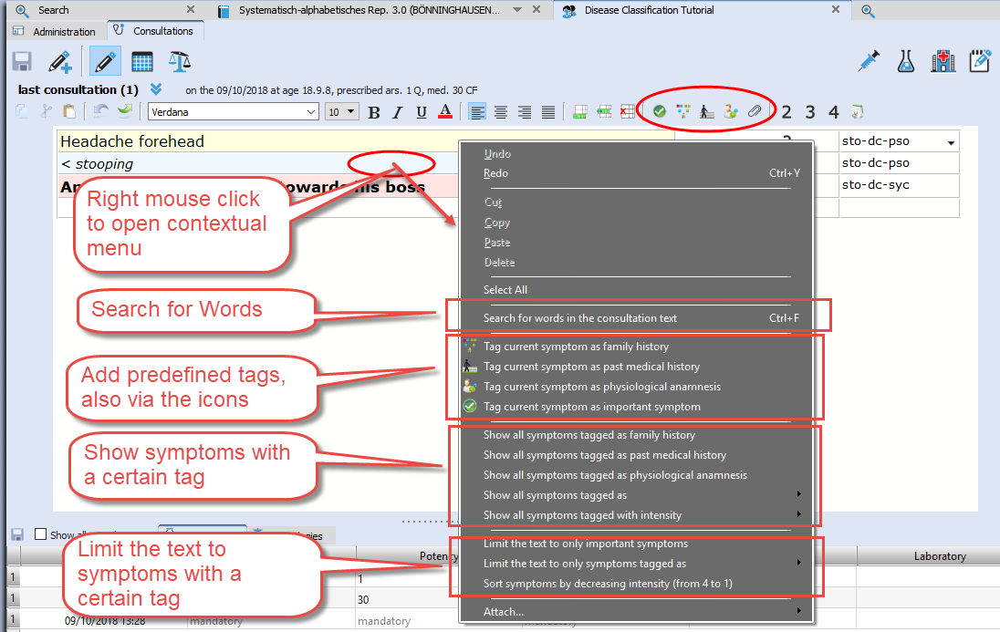 Search
Systematisch-alphabetisches Rep. 3.0 (BÖNNINGHAUSEN...
Disease Classification Tutorial
Administration
Consultations
last consultation (1)
on the 09/10/2018 at age 18.9.8, prescribed ars. 1 Q, med. 30 CF
Verdana
10
B I U A
2 3 4
Headache forehead
sto-dc-pso
< stooping
sto-dc-pso
his boss
sto-dc-syc
Right mouse click
to open contextual
menu
Search for Words
Add predefined tags,
also via the icons
Show symptoms with
a certain tag
Limit the text to
symptoms with a
certain tag
Undo
Redo Ctrl+Y
Cut
Copy
Paste
Delete
Select All
Search for words in the consultation text Ctrl+F
Tag current symptom as family history
Tag current symptom as past medical history
Tag current symptom as physiological anamnesis
Tag current symptom as important symptom
Show all symptoms tagged as family history
Show all symptoms tagged as past medical history
Show all symptoms tagged as physiological anamnesis
Show all symptoms tagged as
Show all symptoms tagged with intensity
Limit the text to only important symptoms
Limit the text to only symptoms tagged as
Sort symptoms by decreasing intensity (from 4 to 1)
Attach...
Show
Potency
Laboratory
1
1
1
30
1
09/10/2018 13:28
mandatory
mandatory